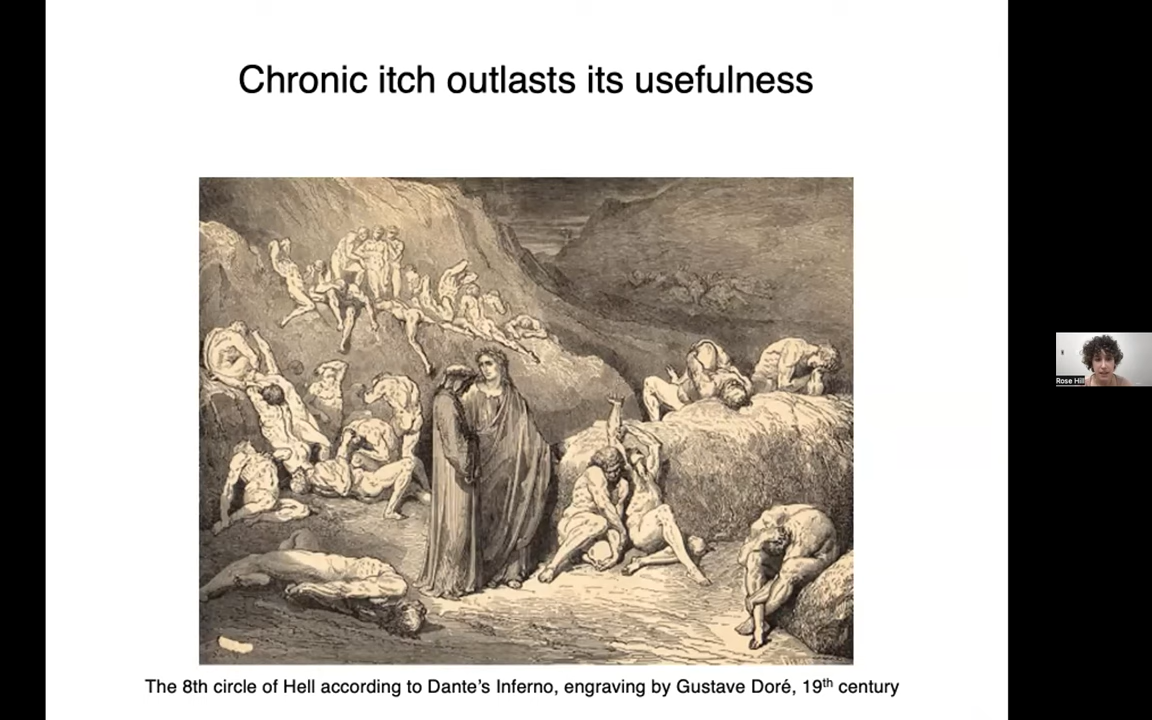 Chronic itch outlasts its usefulness
Rose Hill
The 8th circle of Hell according to Dante's Inferno, engraving by Gustave Doré, 19th century